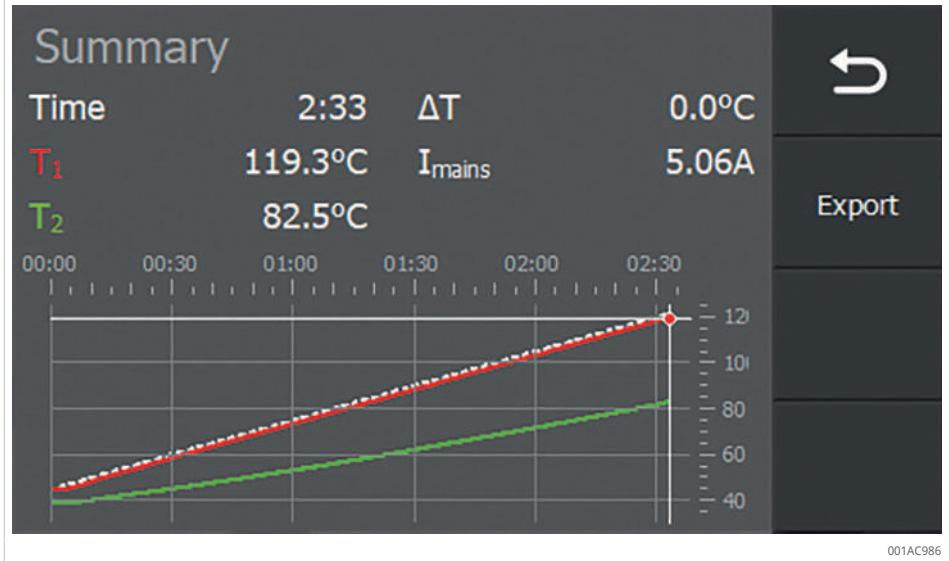 Summary
Time 2:33 ΔT 0.0°C
T1 119.3°C Imains 5.06A
T2 82.5°C
Export
00:00 00:30 01:00 01:30 02:00 02:30
80
60
40
001AC986